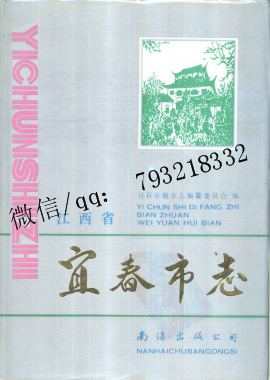 YICHUNSHIZHI
宜春市地方志编纂委员会 编
YI CHUN SHI DI FANG ZHI
BIAN ZHUAN
WEI YUAN HUI BIAN
微信/qq: 793218332
江西省
宜春市志
南海出版公司
NANHAICHUBANGONGSI